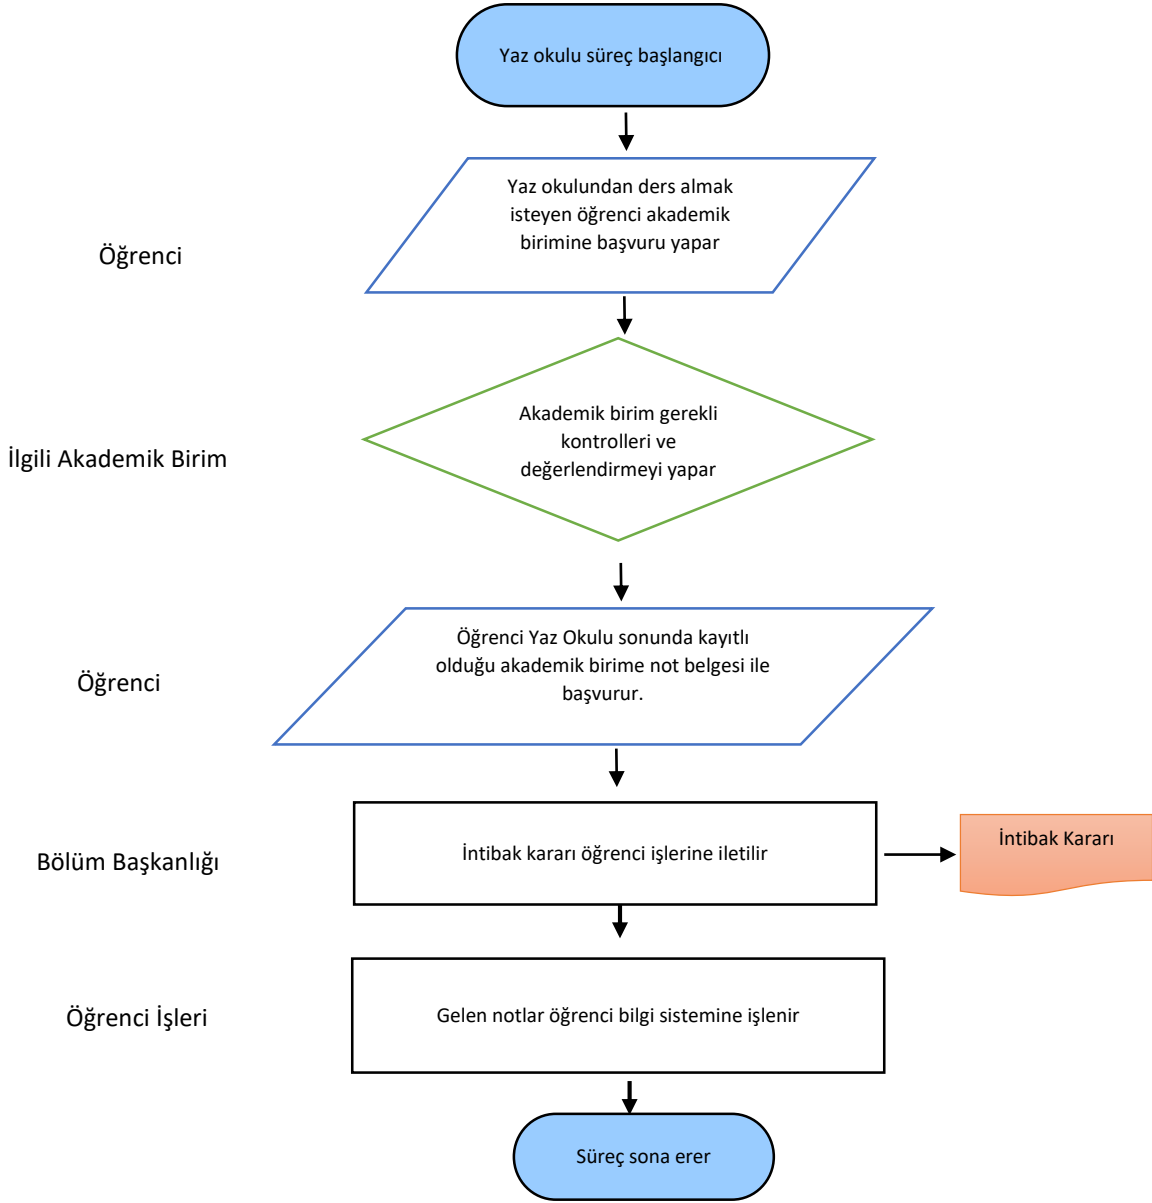 Yaz okulu süreç başlangıcı
Yaz okulundan ders almak
isteyen öğrenci akademik
birimine başvuru yapar
Öğrenci
Akademik birim gerekli
kontrolleri ve
değerlendirmeyi yapar
İlgili Akademik Birim
Öğrenci Yaz Okulu sonunda kayıtlı
olduğu akademik birime not belgesi ile
başvurur.
Öğrenci
İntibak kararı öğrenci işlerine iletilir
İntibak Kararı
Bölüm Başkanlığı
Gelen notlar öğrenci bilgi sistemine işlenir
Öğrenci İşleri
Süreç sona erer